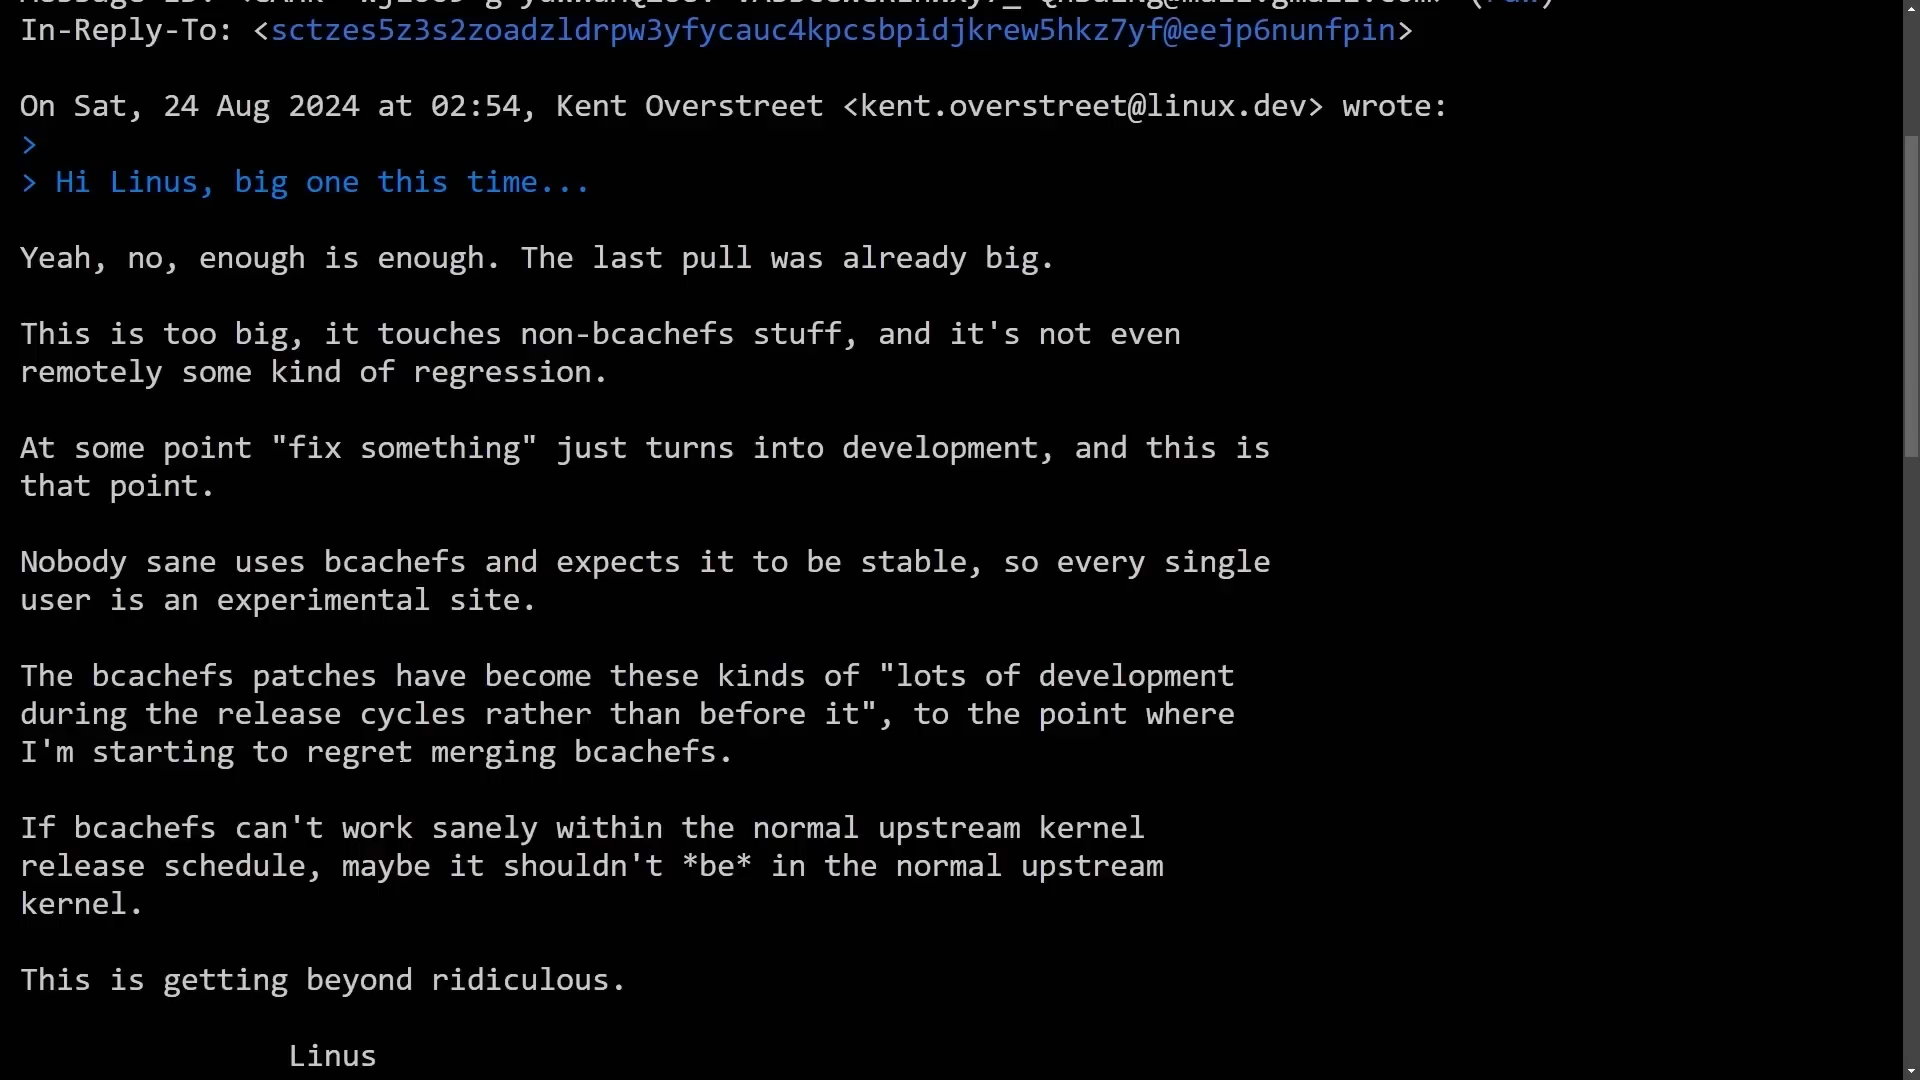 In-Reply-To: <sctzes5z3s2zoadzldrpw3yfycauc4kpcsbpidjkrew5hkz7yf@eejp6nunfpin>
On Sat, 24 Aug 2024 at 02:54, Kent Overstreet <kent.overstreet@linux.dev> wrote:
>
> Hi Linus, big one this time...
Yeah, no, enough is enough. The last pull was already big.
This is too big, it touches non-bcachefs stuff, and it's not even
remotely some kind of regression.
At some point "fix something" just turns into development, and this is
that point.
Nobody sane uses bcachefs and expects it to be stable, so every single
user is an experimental site.
The bcachefs patches have become these kinds of "lots of development
during the release cycles rather than before it", to the point where
I'm starting to regret merging bcachefs.
If bcachefs can't work sanely within the normal upstream kernel
release schedule, maybe it shouldn't *be* in the normal upstream
kernel.
This is getting beyond ridiculous.
Linus